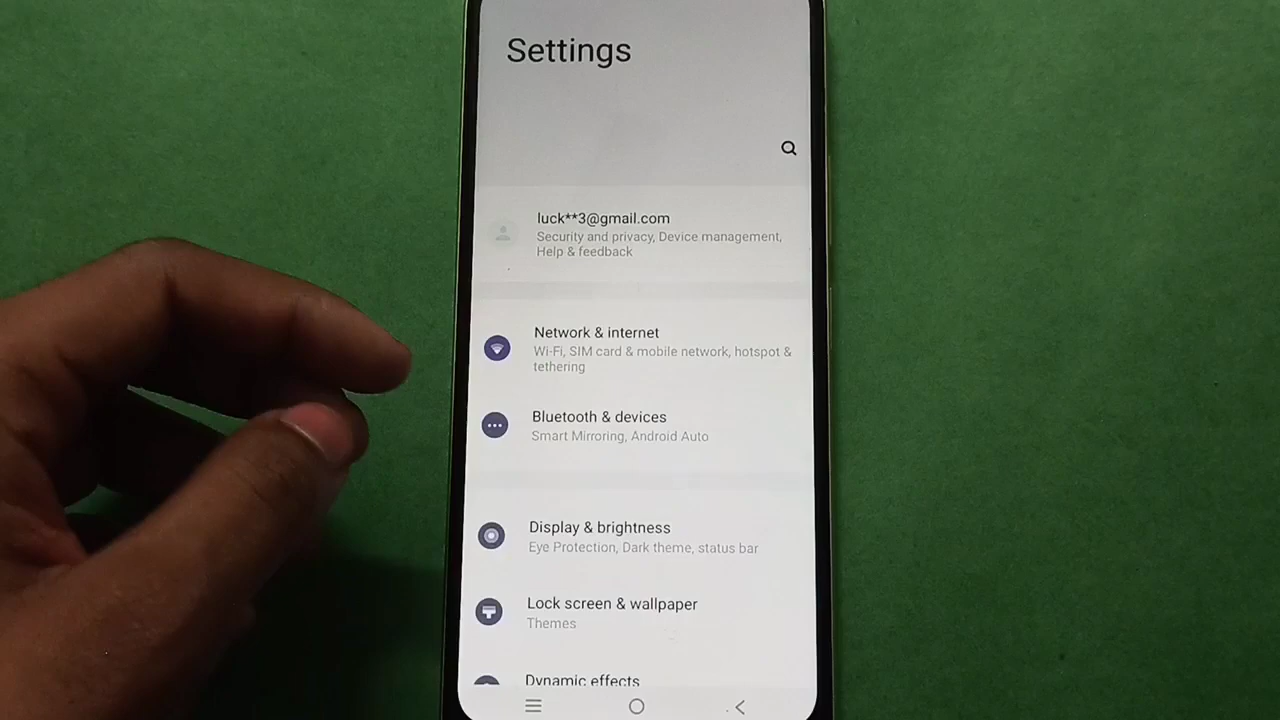 Settings
luck**3@gmail.com
Security and privacy, Device management,
Help & feedback
Network & internet
Wi-Fi, SIM card & mobile network, hotspot &
tethering
Bluetooth & devices
Smart Mirroring, Android Auto
Display & brightness
Eye Protection, Dark theme, status bar
Lock screen & wallpaper
Themes
Dynamic effects